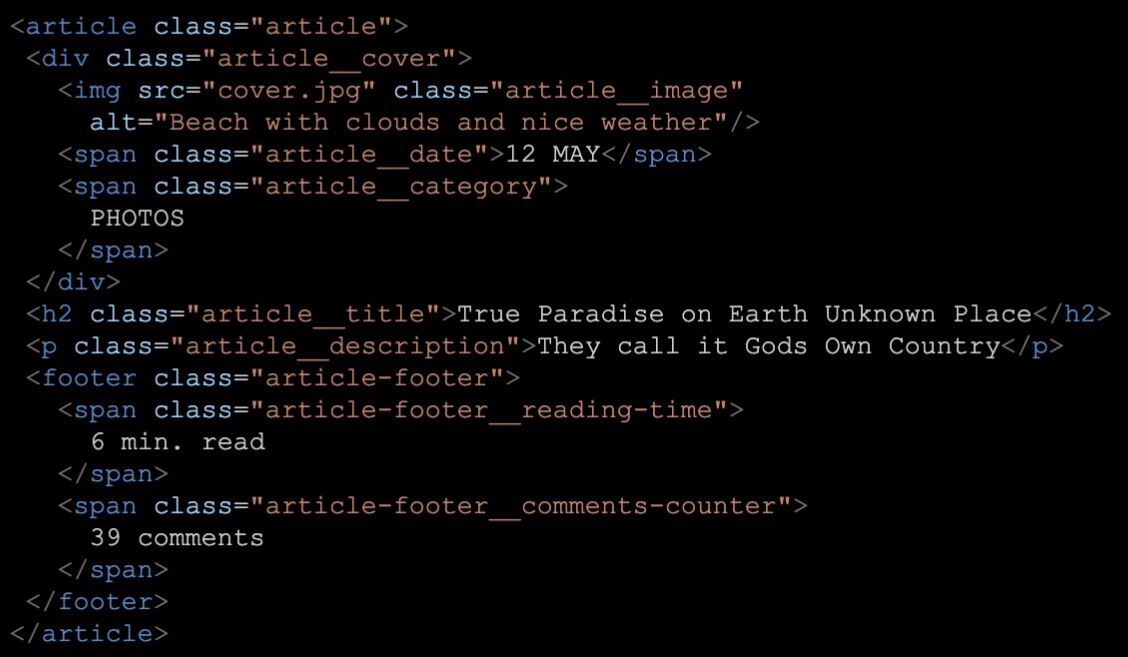 <article class="article">
<div class="article__cover">
<img src="cover.jpg" class="article__image"
alt="Beach with clouds and nice weather"/>
<span class="article__date">12 MAY</span>
<span class="article__category">
PHOTOS
</span>
</div>
<h2 class="article__title">True Paradise on Earth Unknown Place</h2>
<p class="article__description">They call it Gods Own Country</p>
<footer class="article-footer">
<span class="article-footer__reading-time">
6 min. read
</span>
<span class="article-footer__comments-counter">
39 comments
</span>
</footer>
</article>